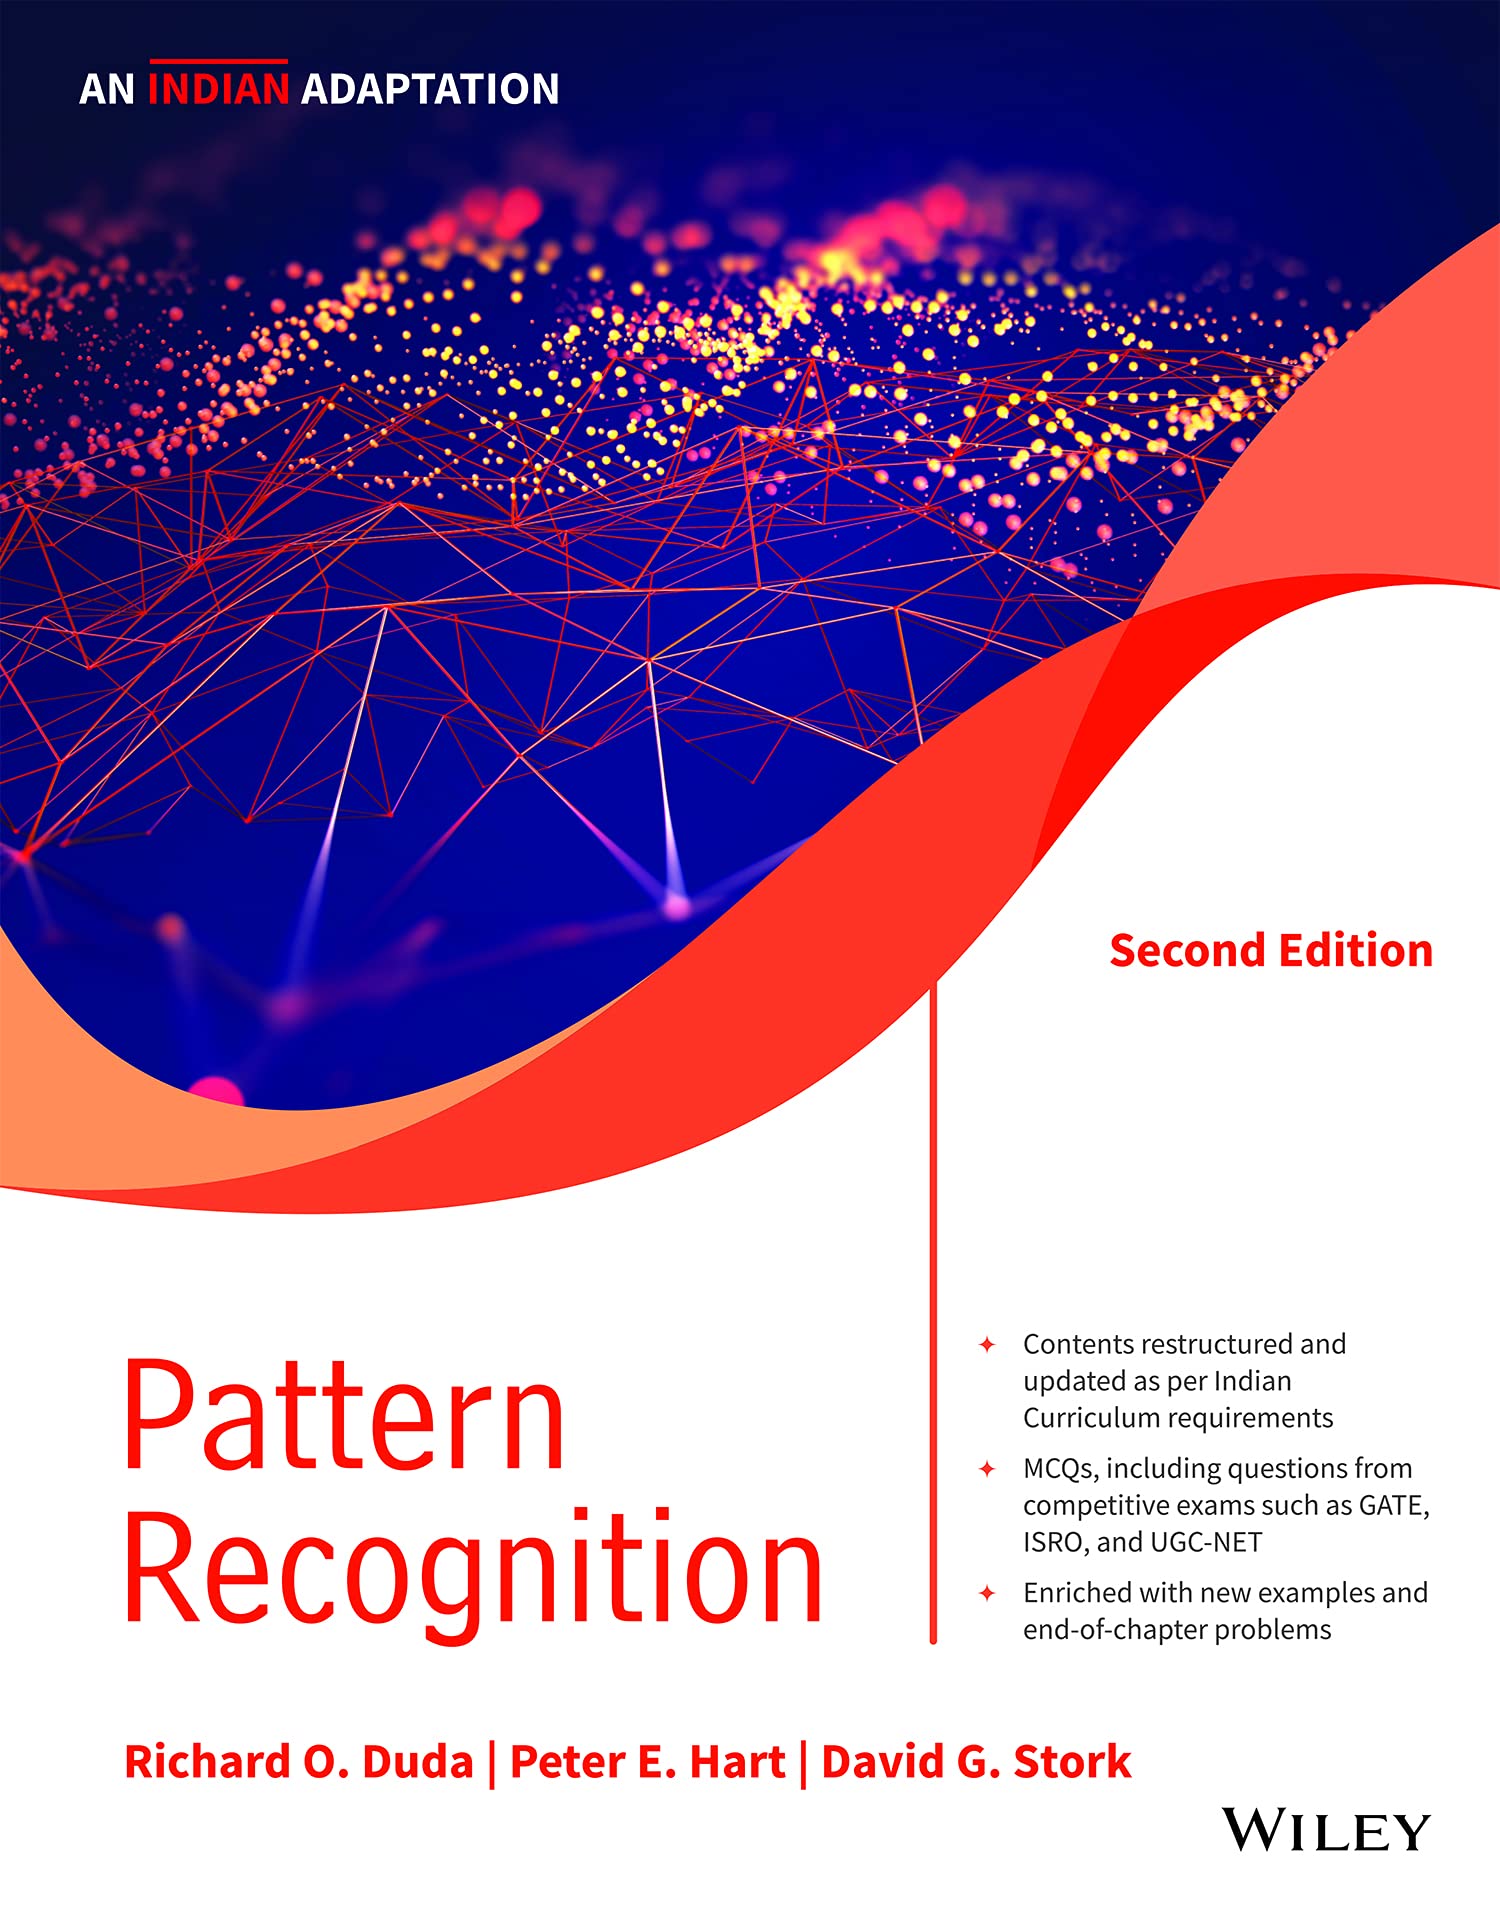 AN INDIAN ADAPTATION
Second Edition
Pattern
Recognition
✦ Contents restructured and
updated as per Indian
Curriculum requirements
✦ MCQs, including questions from
competitive exams such as GATE,
ISRO, and UGC-NET
✦ Enriched with new examples and
end-of-chapter problems
Richard O. Duda | Peter E. Hart | David G. Stork
WILEY